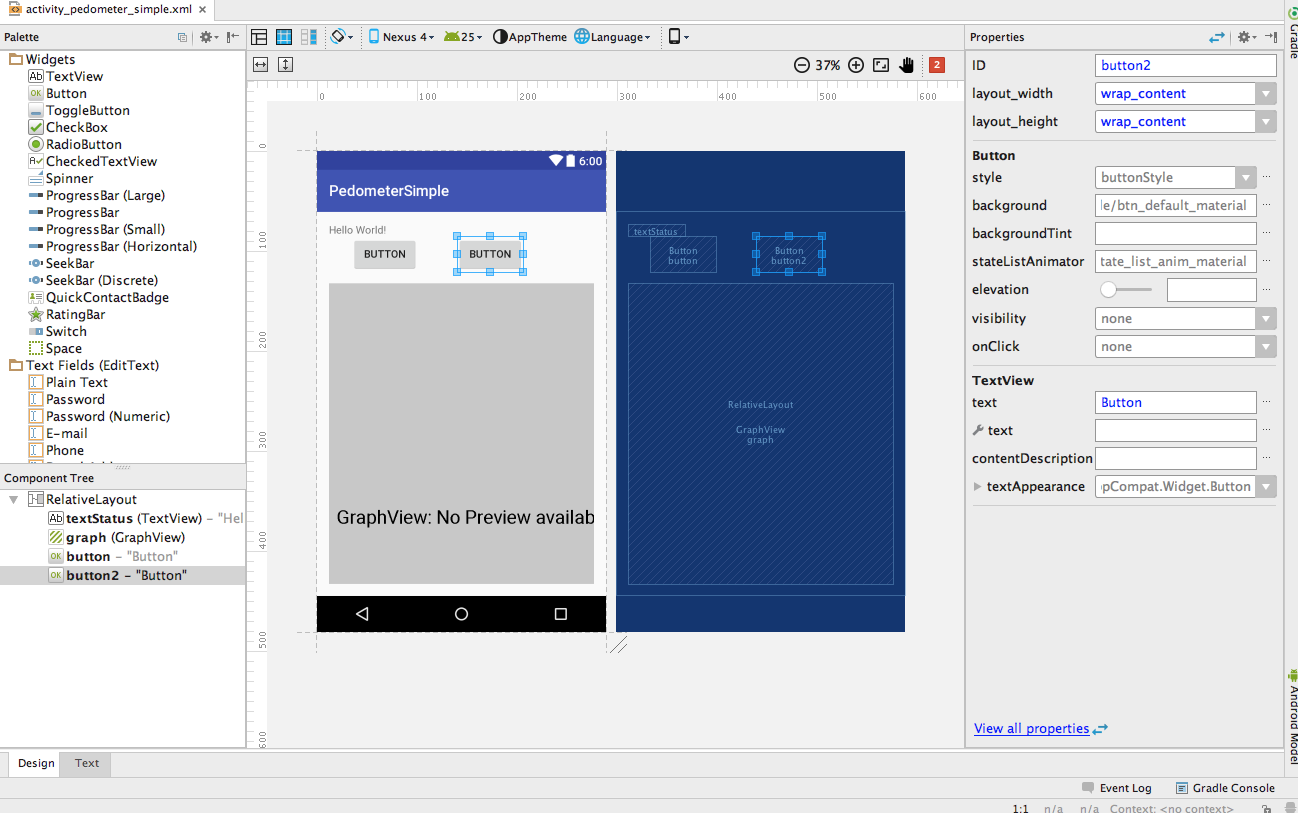 activity_pedometer_simple.xml
Palette
Nexus 4
25
AppTheme
Language
Properties
Gradle
Widgets
Ab TextView
OK Button
ToggleButton
CheckBox
RadioButton
CheckedTextView
Spinner
ProgressBar (Large)
ProgressBar
ProgressBar (Small)
ProgressBar (Horizontal)
SeekBar
SeekBar (Discrete)
QuickContactBadge
RatingBar
Switch
Space
Text Fields (EditText)
Plain Text
Password
Password (Numeric)
E-mail
Phone
Component Tree
RelativeLayout
Ab textStatus (TextView) - "Hel
graph (GraphView)
OK button - "Button"
OK button2 - "Button"
37%
2
0 100 200 300 400 500 600
0
100
200
300
400
500
600
6:00
PedometerSimple
Hello World!
BUTTON BUTTON
GraphView: No Preview availab
textStatus
Button
button
Button
button2
RelativeLayout
GraphView
graph
ID button2
layout_width wrap_content
layout_height wrap_content
Button
style buttonStyle
background le/btn_default_material
backgroundTint
stateListAnimator tate_list_anim_material
elevation
visibility none
onClick none
TextView
text Button
text
contentDescription
textAppearance pCompat.Widget.Button
View all properties
Android Model
Design Text
Event Log Gradle Console
1:1 n/a n/a Context: <no context>